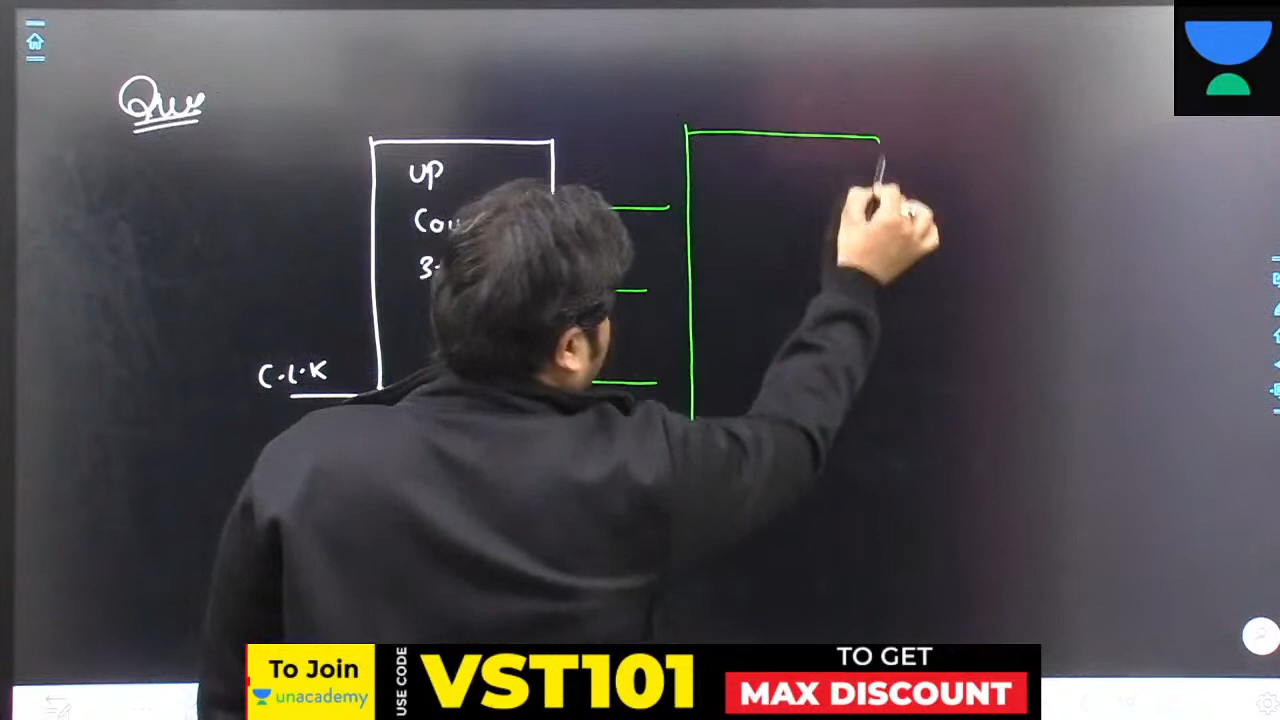 Que
UP
Cou
3-
C.L.K
To Join
unacademy
USE CODE
VST101
TO GET
MAX DISCOUNT